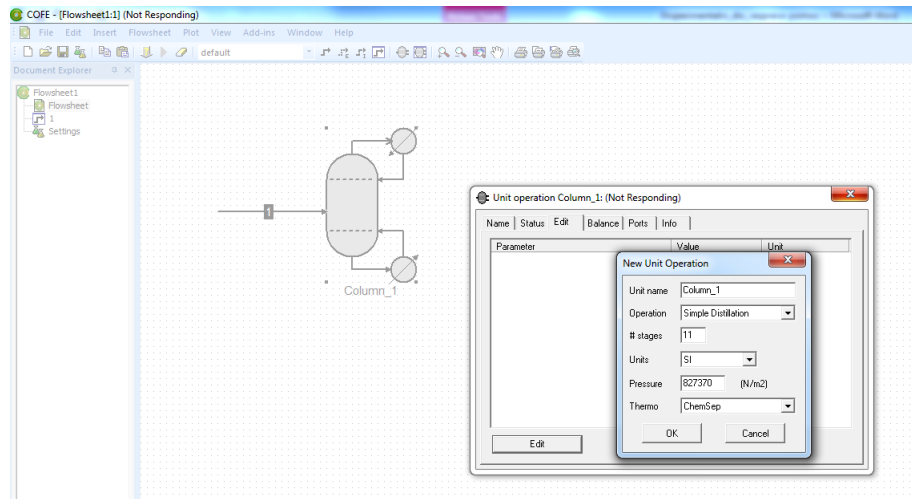 COFE - [Flowsheet1:1] (Not Responding)
File Edit Insert Flowsheet Plot View Add-ins Window Help
default
Document Explorer
Flowsheet1
Flowsheet
1
Settings
1
Column_1
Unit operation Column_1: (Not Responding)
Name Status Edit Balance Ports Info
Parameter Value Unit
New Unit Operation
Unit name Column_1
Operation Simple Distillation
# stages 11
Units SI
Pressure 827370 (N/m2)
Thermo ChemSep
OK Cancel
Edit